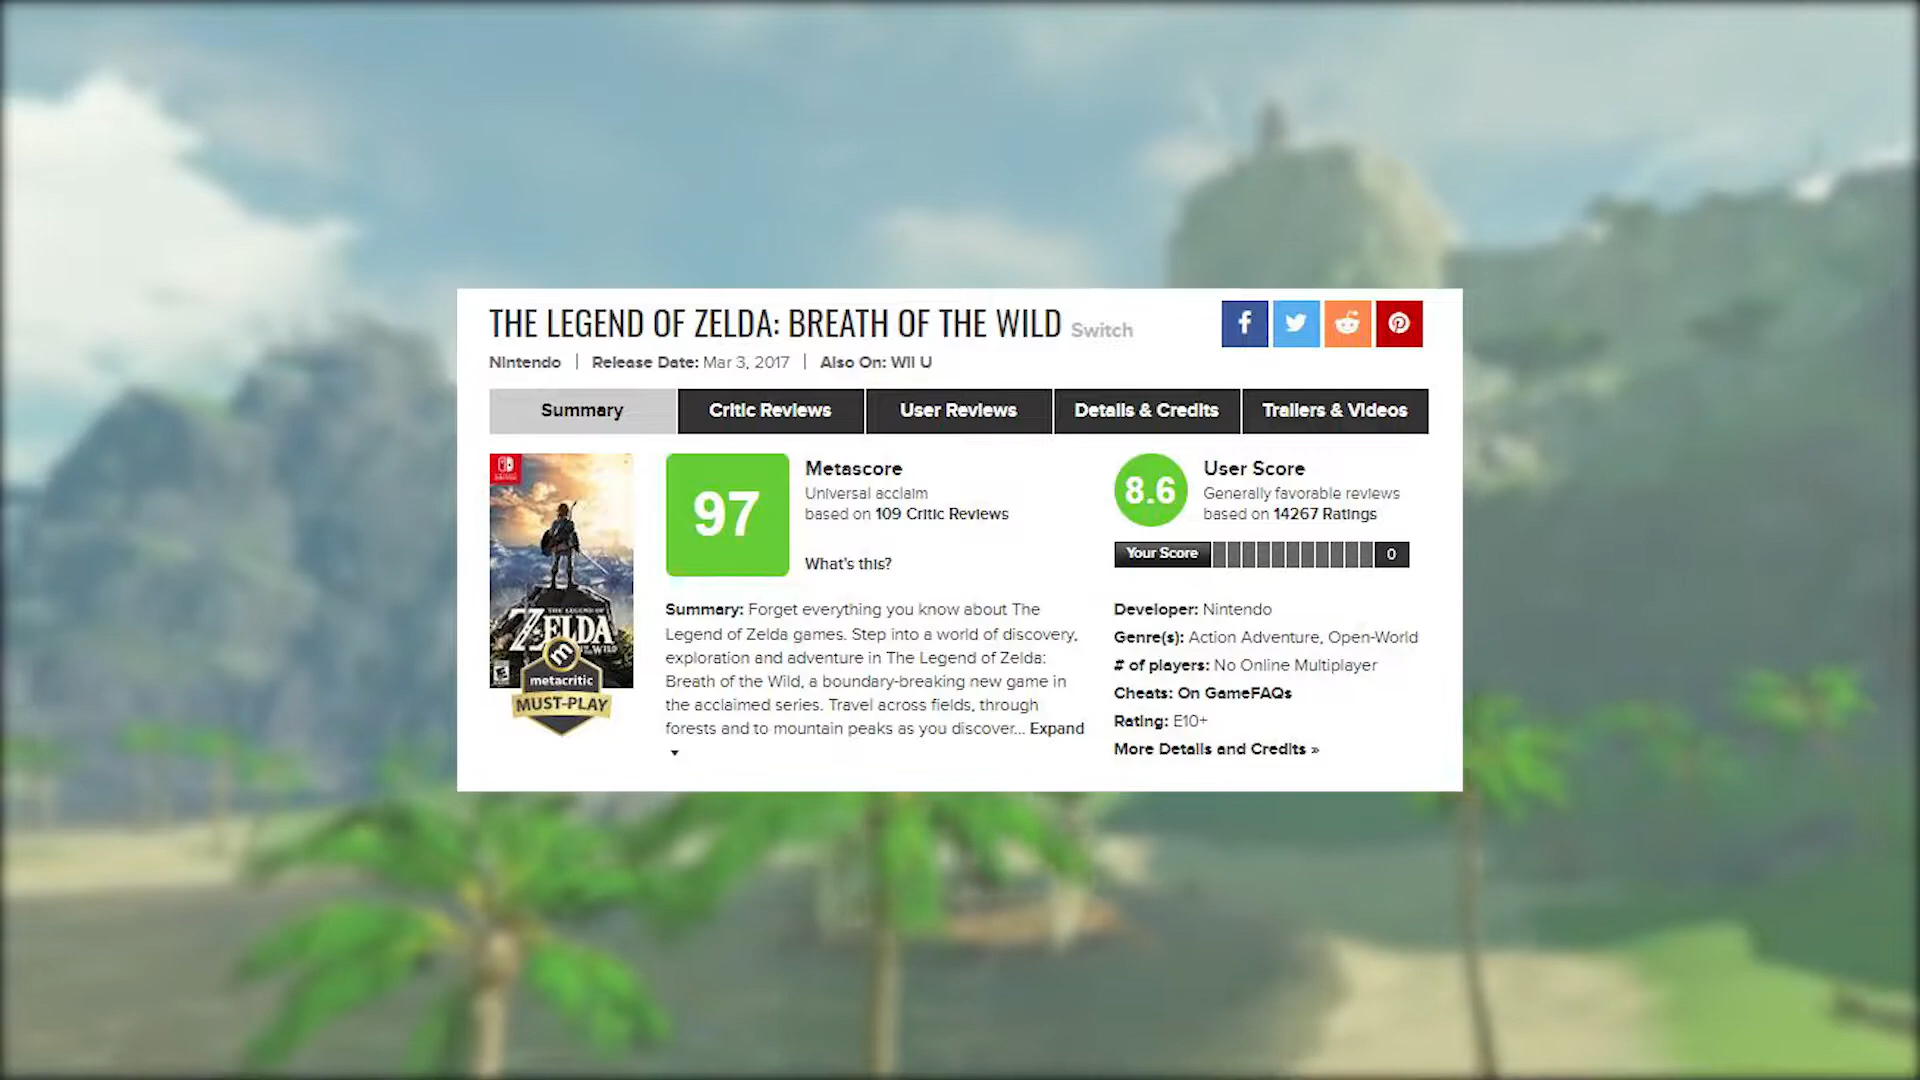 THE LEGEND OF ZELDA: BREATH OF THE WILD Switch
Nintendo | Release Date: Mar 3, 2017 | Also On: Wii U
Summary
Critic Reviews
User Reviews
Details & Credits
Trailers & Videos
THE LEGEND OF
ZELDA
metacritic
MUST-PLAY
97
Metascore
Universal acclaim
based on 109 Critic Reviews
What's this?
Summary: Forget everything you know about The
Legend of Zelda games. Step into a world of discovery,
exploration and adventure in The Legend of Zelda:
Breath of the Wild, a boundary-breaking new game in
the acclaimed series. Travel across fields, through
forests and to mountain peaks as you discover... Expand
8.6
User Score
Generally favorable reviews
based on 14267 Ratings
Your Score 0
Developer: Nintendo
Genre(s): Action Adventure, Open-World
# of players: No Online Multiplayer
Cheats: On GameFAQs
Rating: E10+
More Details and Credits »